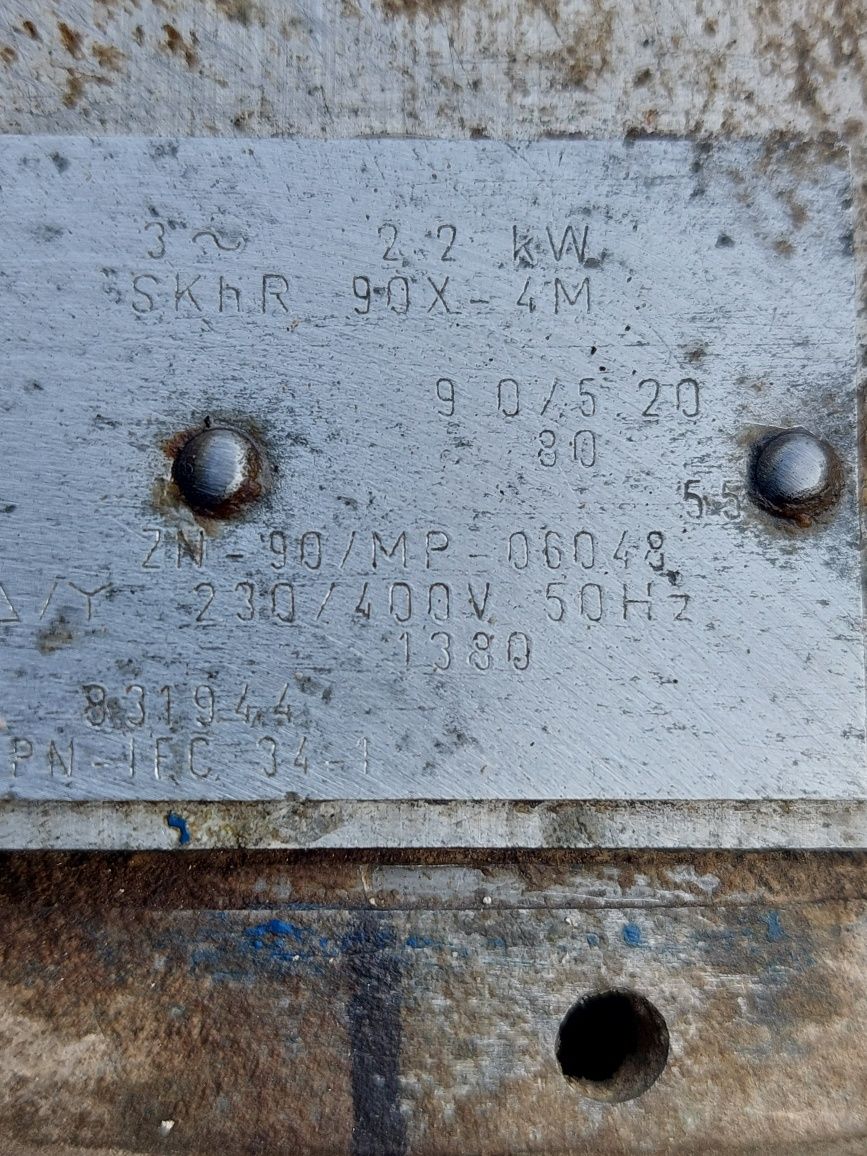 3~ 2.2 kW
SKhR 90X-4M
9 0/5 20
80
55
ZN-90/MP-06048
Δ/Y 230/400V 50Hz
1380
831944
PN-IEC 34-1